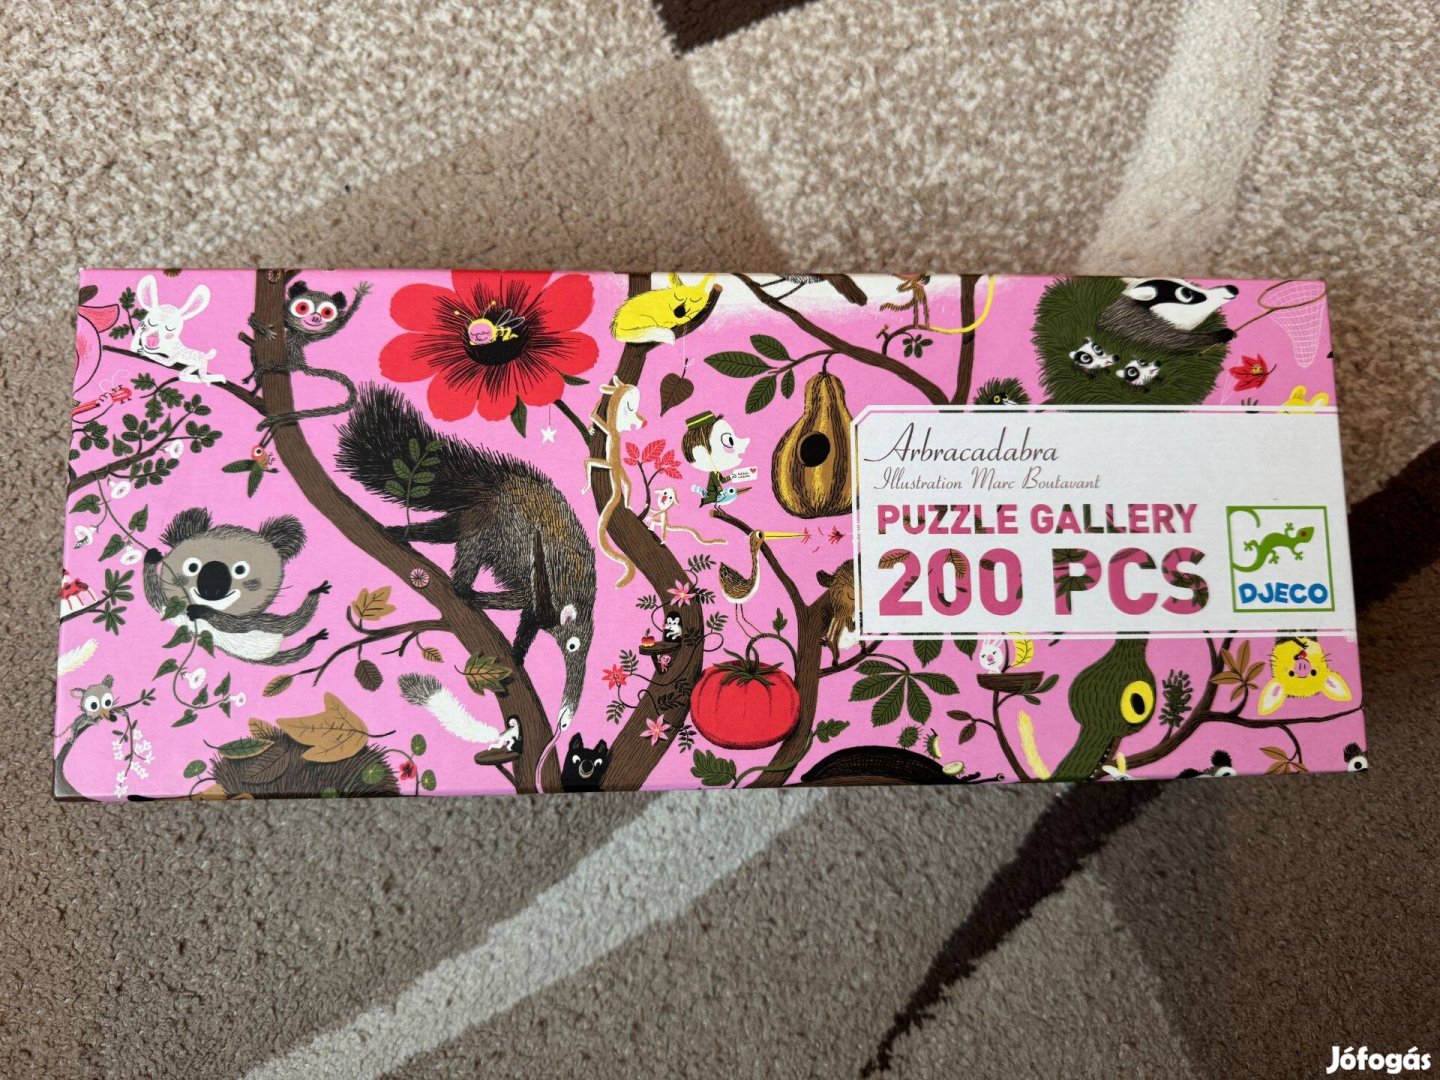 Arbracadabra
Illustration Marc Boutavant
PUZZLE GALLERY
200 PCS
DJECO
Jófogás